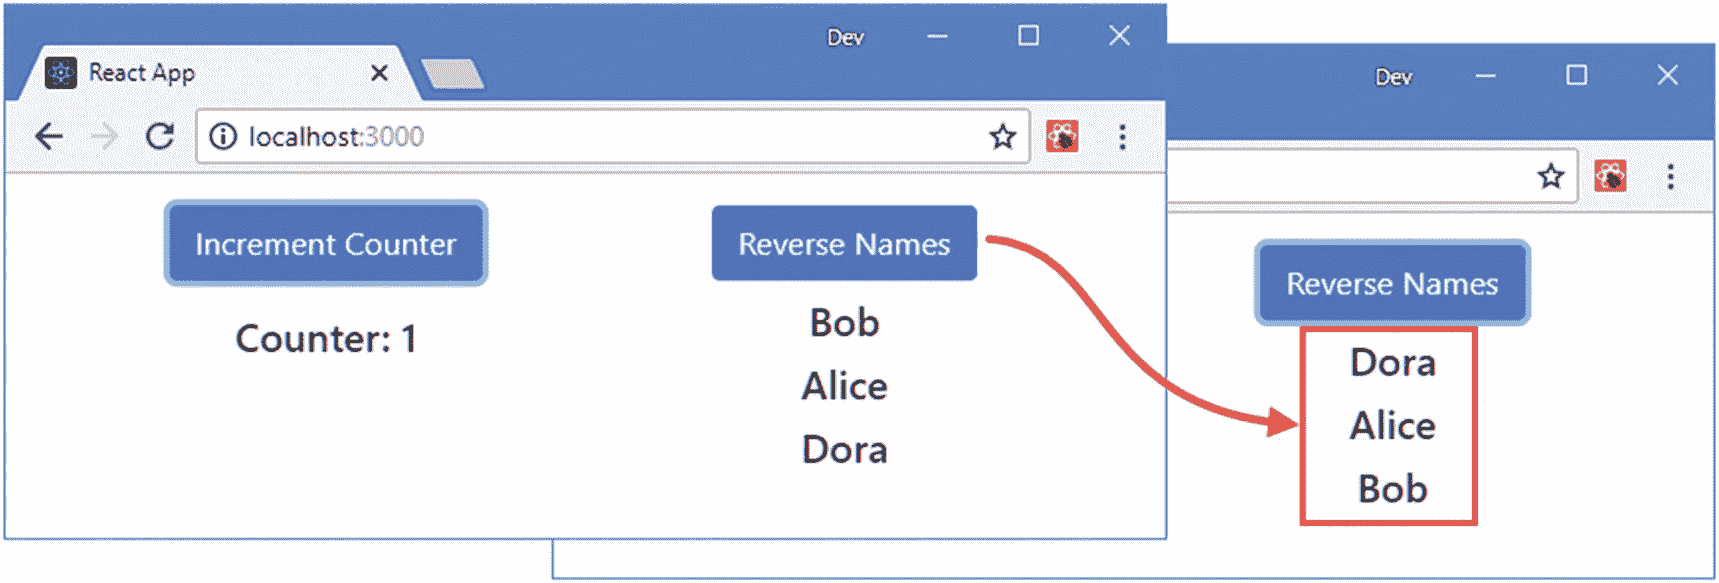 Dev
React App
localhost:3000
Increment Counter
Counter: 1
Reverse Names
Bob
Alice
Dora
Dev
Reverse Names
Dora
Alice
Bob